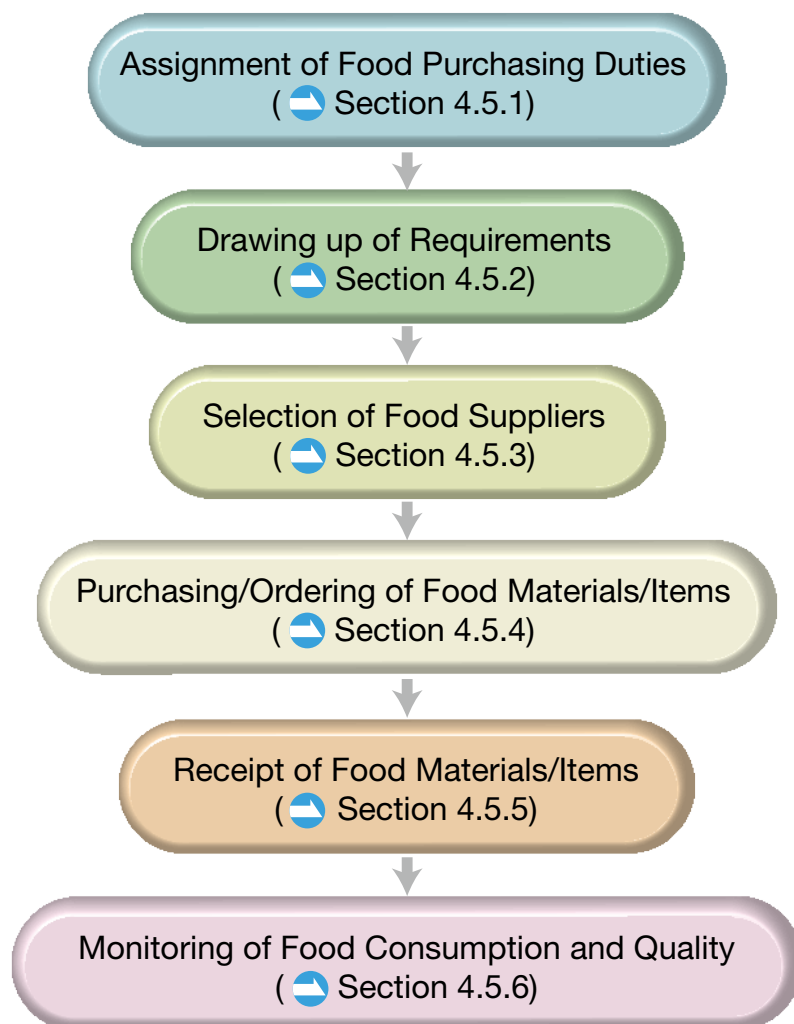 Assignment of Food Purchasing Duties
( Section 4.5.1)
Drawing up of Requirements
( Section 4.5.2)
Selection of Food Suppliers
( Section 4.5.3)
Purchasing/Ordering of Food Materials/Items
( Section 4.5.4)
Receipt of Food Materials/Items
( Section 4.5.5)
Monitoring of Food Consumption and Quality
( Section 4.5.6)